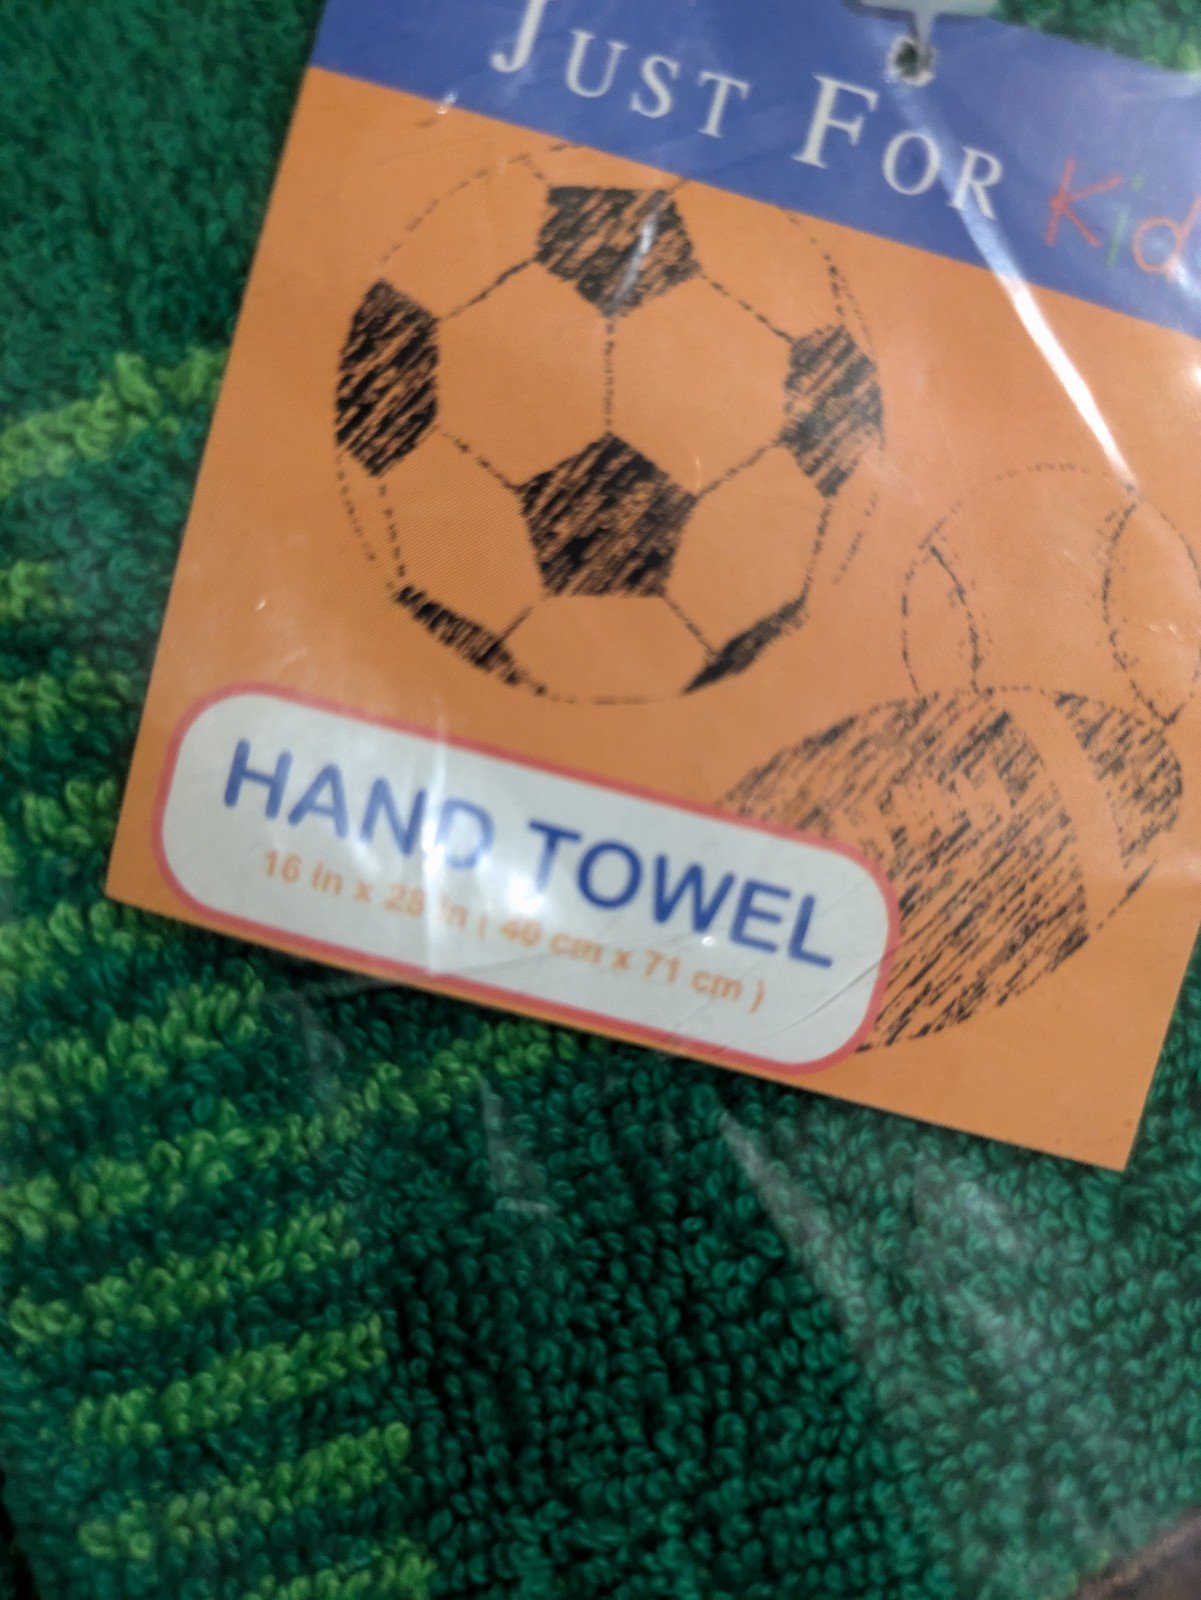 JUST FOR Kid
HAND TOWEL
16 in x 28 in ( 40 cm x 71 cm )